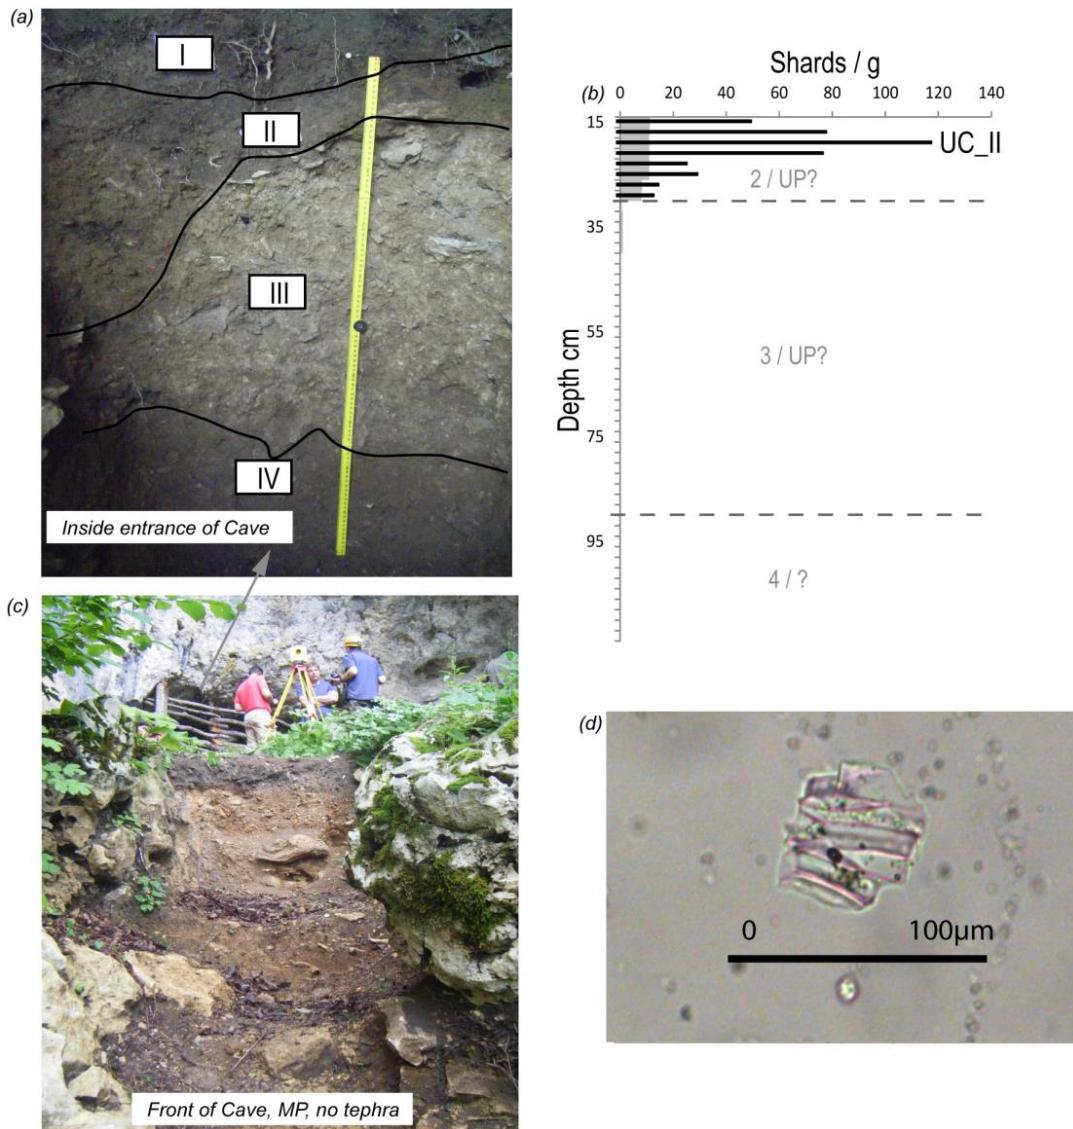 (a)
I
II
III
IV
Inside entrance of Cave
Shards / g
(b) 0 20 40 60 80 100 120 140
15
UC_II
2 / UP?
35
55
3 / UP?
Depth cm
75
95
4 / ?
(c)
Front of Cave, MP, no tephra
(d)
0 100µm